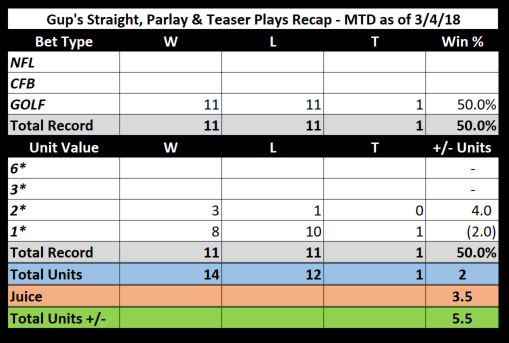 Gup's Straight, Parlay & Teaser Plays Recap - MTD as of 3/4/18
Bet Type W L T Win %
NFL
CFB
GOLF 11 11 1 50.0%
Total Record 11 11 1 50.0%
Unit Value W L T +/- Units
6* -
3* -
2* 3 1 0 4.0
1* 8 10 1 (2.0)
Total Record 11 11 1 50.0%
Total Units 14 12 1 2
Juice 3.5
Total Units +/- 5.5